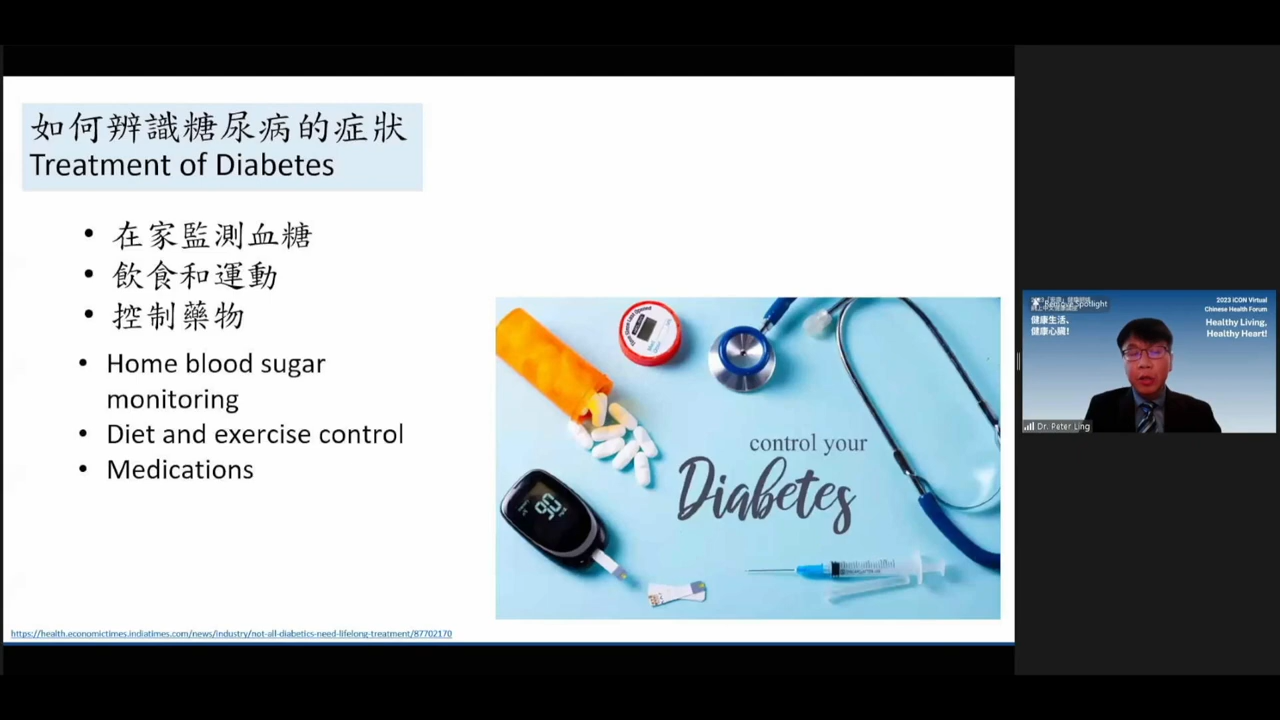 如何辨識糖尿病的症狀
Treatment of Diabetes
• 在家監測血糖
• 飲食和運動
• 控制藥物
• Home blood sugar
monitoring
• Diet and exercise control
• Medications
control your
Diabetes
90
https://health.economictimes.indiatimes.com/news/industry/not-all-diabetics-need-lifelong-treatment/87702170
健康生活、
健康心臟!
2023 iCON Virtual
Chinese Health Forum
Healthy Living,
Healthy Heart!
Dr. Peter Ling